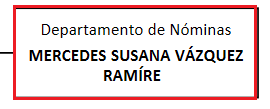 Departamento de Nóminas
MERCEDES SUSANA VÁZQUEZ
RAMÍRE